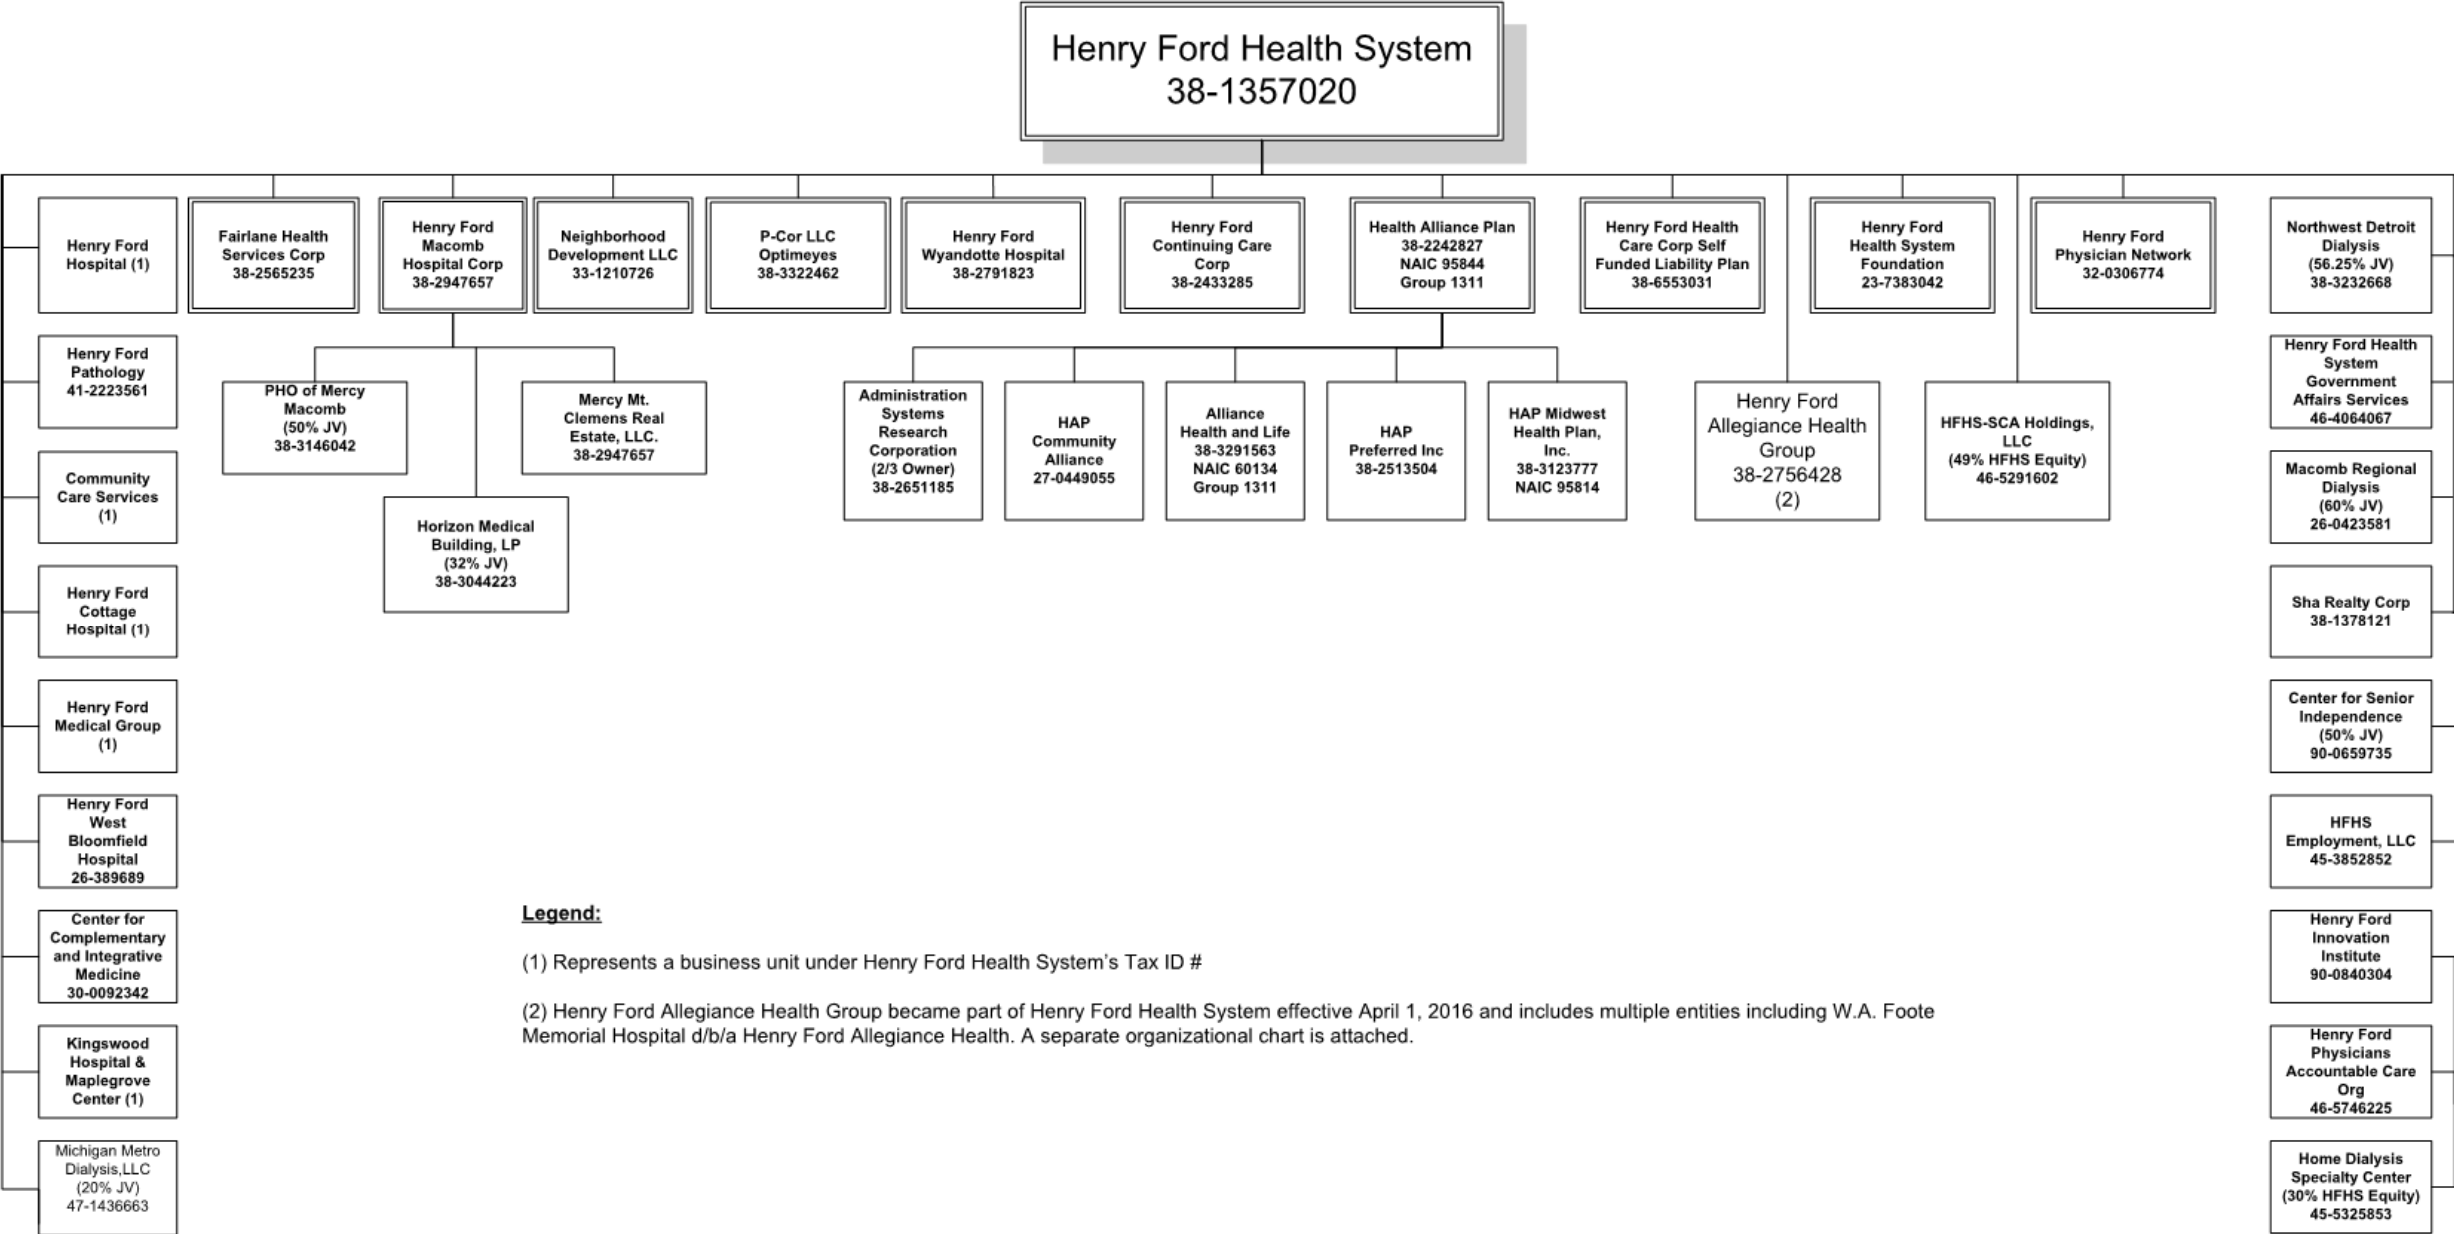 Henry Ford Health System
38-1357020
Henry Ford
Hospital (1)
Fairlane Health
Services Corp
38-2565235
Henry Ford
Macomb
Hospital Corp
38-2947657
Neighborhood
Development LLC
33-1210726
P-Cor LLC
Optimeyes
38-3322462
Henry Ford
Wyandotte Hospital
38-2791823
Henry Ford
Continuing Care
Corp
38-2433285
Health Alliance Plan
38-2242827
NAIC 95844
Group 1311
Henry Ford Health
Care Corp Self
Funded Liability Plan
38-6553031
Henry Ford
Health System
Foundation
23-7383042
Henry Ford
Physician Network
32-0306774
Northwest Detroit
Dialysis
(56.25% JV)
38-3232668
Henry Ford
Pathology
41-2223561
PHO of Mercy
Macomb
(50% JV)
38-3146042
Mercy Mt.
Clemens Real
Estate, LLC.
38-2947657
Administration
Systems
Research
Corporation
(2/3 Owner)
38-2651185
HAP
Community
Alliance
27-0449055
Alliance
Health and Life
38-3291563
NAIC 60134
Group 1311
HAP
Preferred Inc
38-2513504
HAP Midwest
Health Plan,
Inc.
38-3123777
NAIC 95814
Henry Ford
Allegiance Health
Group
38-2756428
(2)
HFHS-SCA Holdings,
LLC
(49% HFHS Equity)
46-5291602
Henry Ford Health
System
Government
Affairs Services
46-4064067
Community
Care Services
(1)
Horizon Medical
Building, LP
(32% JV)
38-3044223
Macomb Regional
Dialysis
(60% JV)
26-0423581
Henry Ford
Cottage
Hospital (1)
Sha Realty Corp
38-1378121
Henry Ford
Medical Group
(1)
Center for Senior
Independence
(50% JV)
90-0659735
Henry Ford
West
Bloomfield
Hospital
26-389689
HFHS
Employment, LLC
45-3852852
Center for
Complementary
and Integrative
Medicine
30-0092342
Henry Ford
Innovation
Institute
90-0840304
Kingswood
Hospital &
Maplegrove
Center (1)
Henry Ford
Physicians
Accountable Care
Org
46-5746225
Michigan Metro
Dialysis,LLC
(20% JV)
47-1436663
Home Dialysis
Specialty Center
(30% HFHS Equity)
45-5325853
Legend:
(1) Represents a business unit under Henry Ford Health System’s Tax ID #
(2) Henry Ford Allegiance Health Group became part of Henry Ford Health System effective April 1, 2016 and includes multiple entities including W.A. Foote
Memorial Hospital d/b/a Henry Ford Allegiance Health. A separate organizational chart is attached.